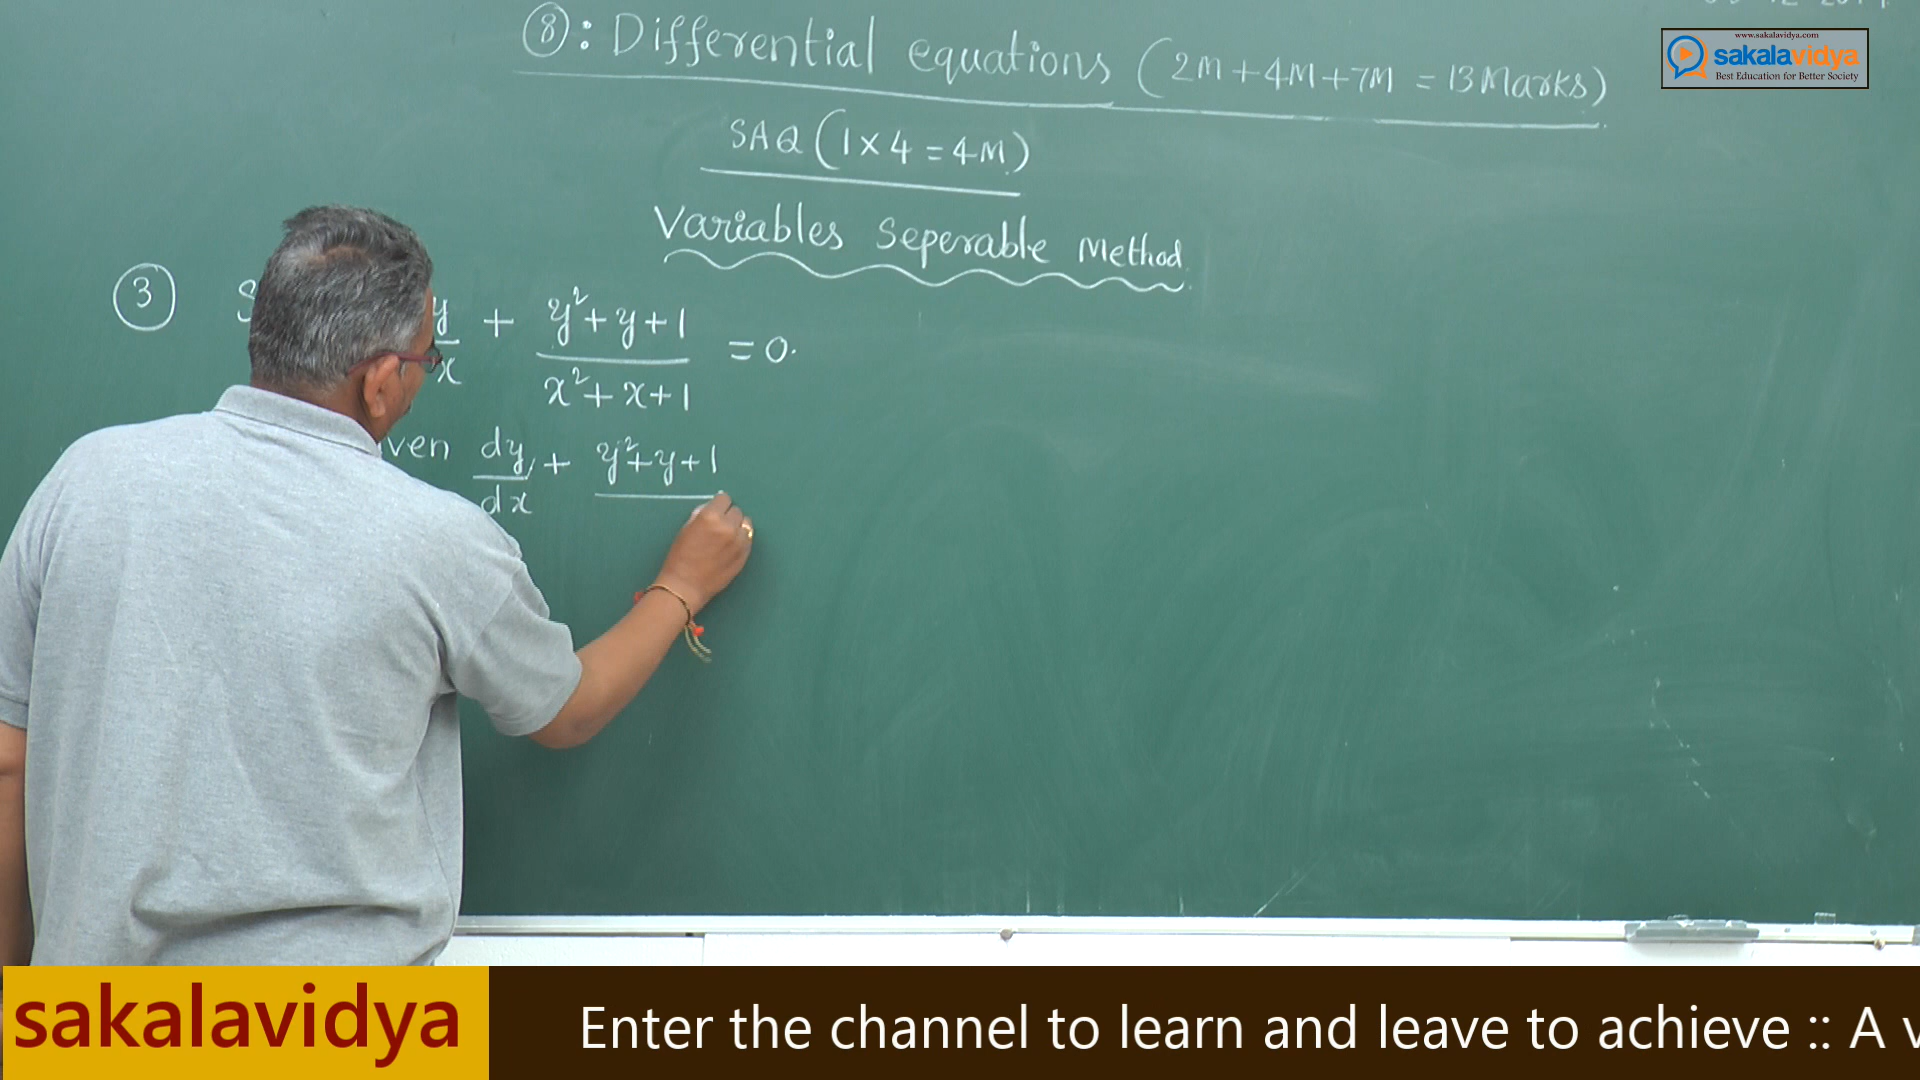 8 : Differential equations (2M + 4M + 7M = 13 Marks)
www.sakalavidya.com
sakalavidya
Best Education for Better Society
SAQ (1 × 4 = 4M)
Variables Seperable Method
3 S y/x + y²+y+1/x²+x+1 = 0.
ven dy/dx + y²+y+1
sakalavidya
Enter the channel to learn and leave to achieve :: A v